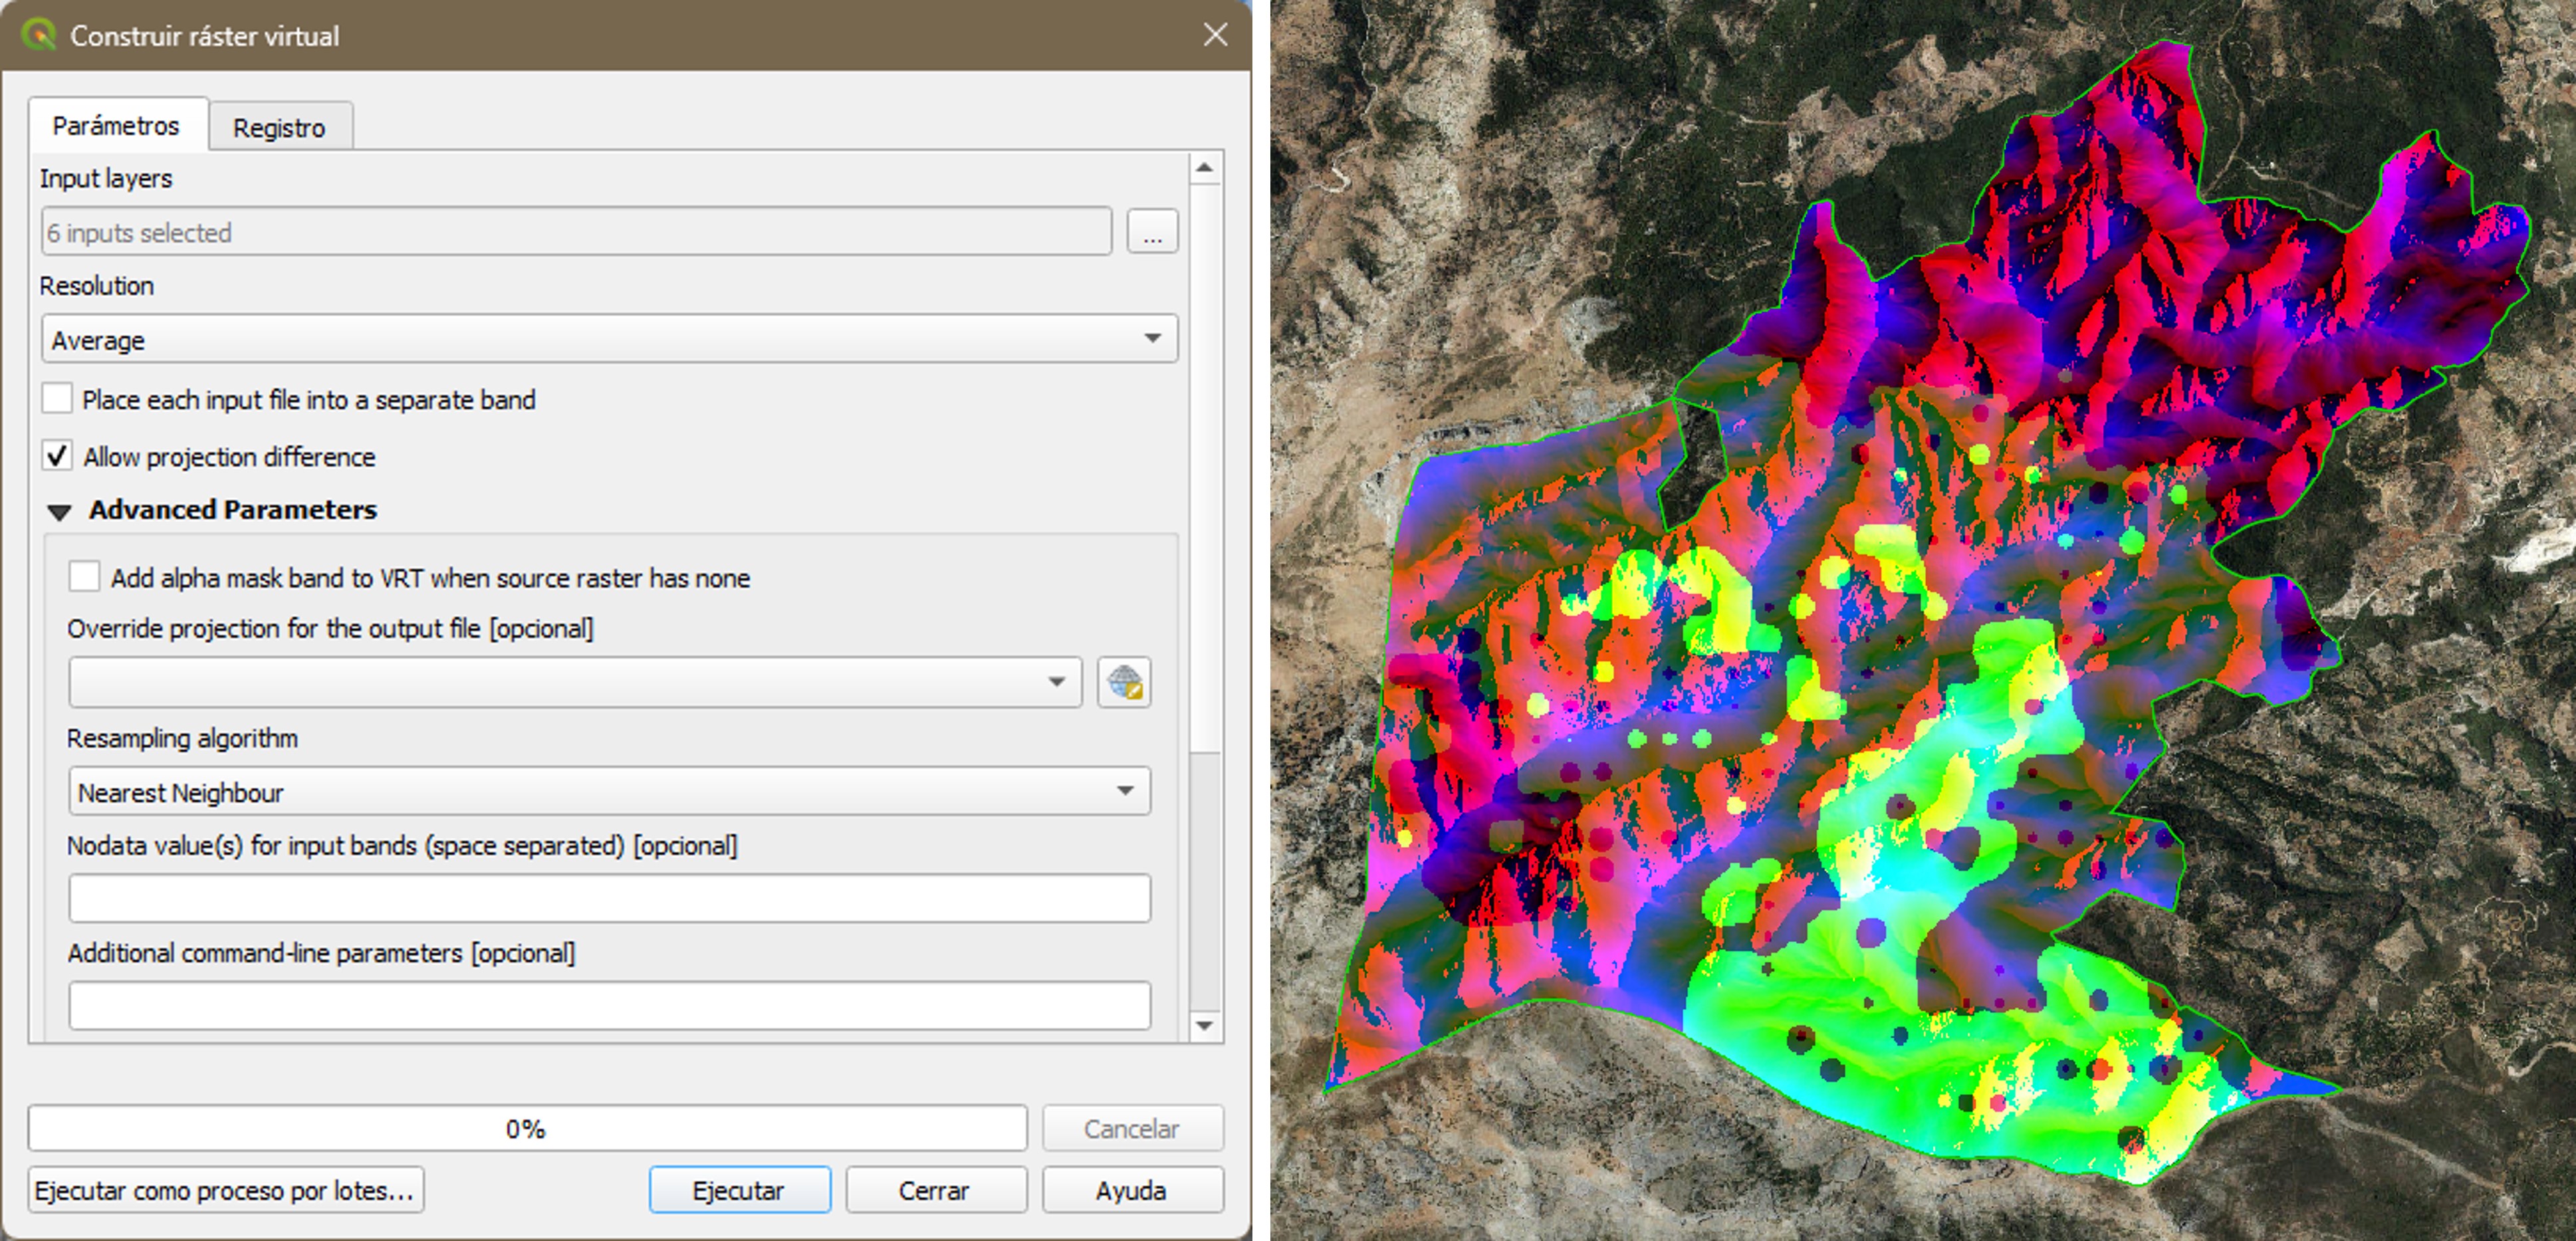 Construir ráster virtual
Parámetros
Registro
Input layers
6 inputs selected
...
Resolution
Average
Place each input file into a separate band
Allow projection difference
Advanced Parameters
Add alpha mask band to VRT when source raster has none
Override projection for the output file [opcional]
Resampling algorithm
Nearest Neighbour
Nodata value(s) for input bands (space separated) [opcional]
Additional command-line parameters [opcional]
0%
Cancelar
Ejecutar como proceso por lotes...
Ejecutar
Cerrar
Ayuda